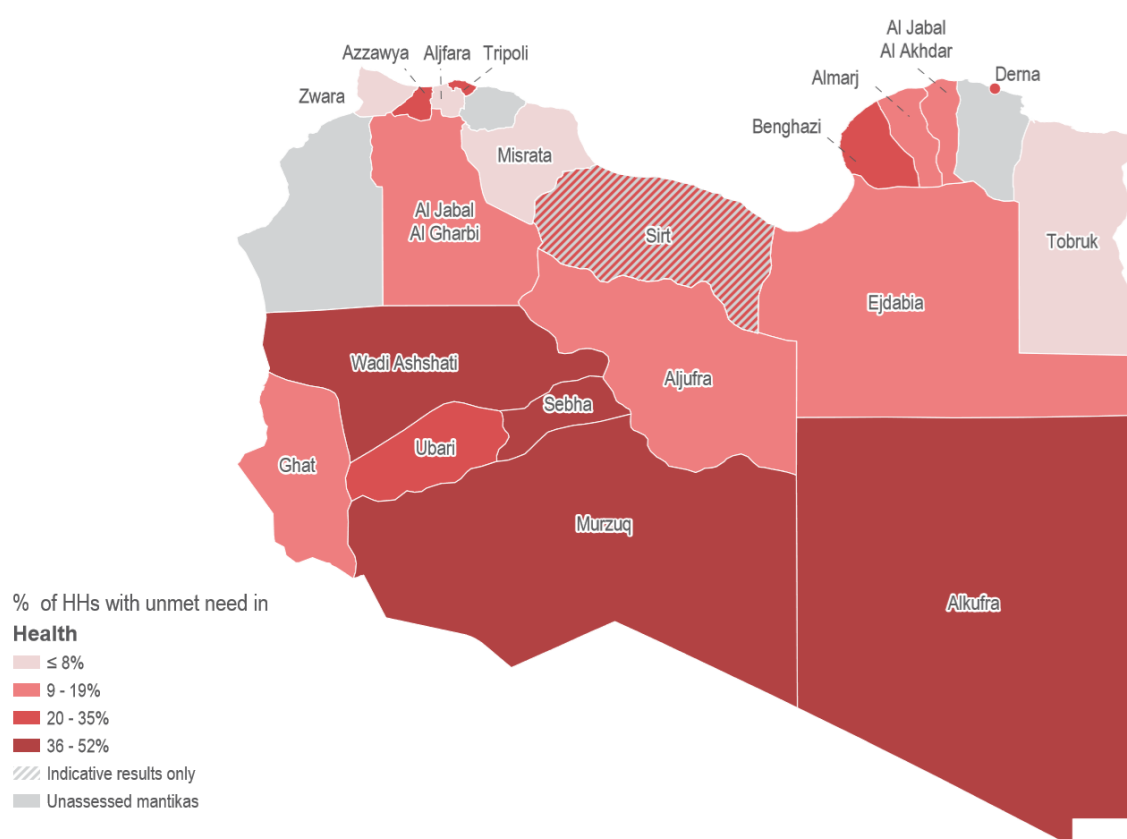 Al Jabal
Al Akhdar
Azzawya
Aljfara
Tripoli
Derna
Almarj
Zwara
Benghazi
Misrata
Al Jabal
Al Gharbi
Sirt
Tobruk
Ejdabia
Wadi Ashshati
Aljufra
Sebha
Ubari
Ghat
Murzuq
Alkufra
% of HHs with unmet need in
Health
≤ 8%
9 - 19%
20 - 35%
36 - 52%
Indicative results only
Unassessed mantikas